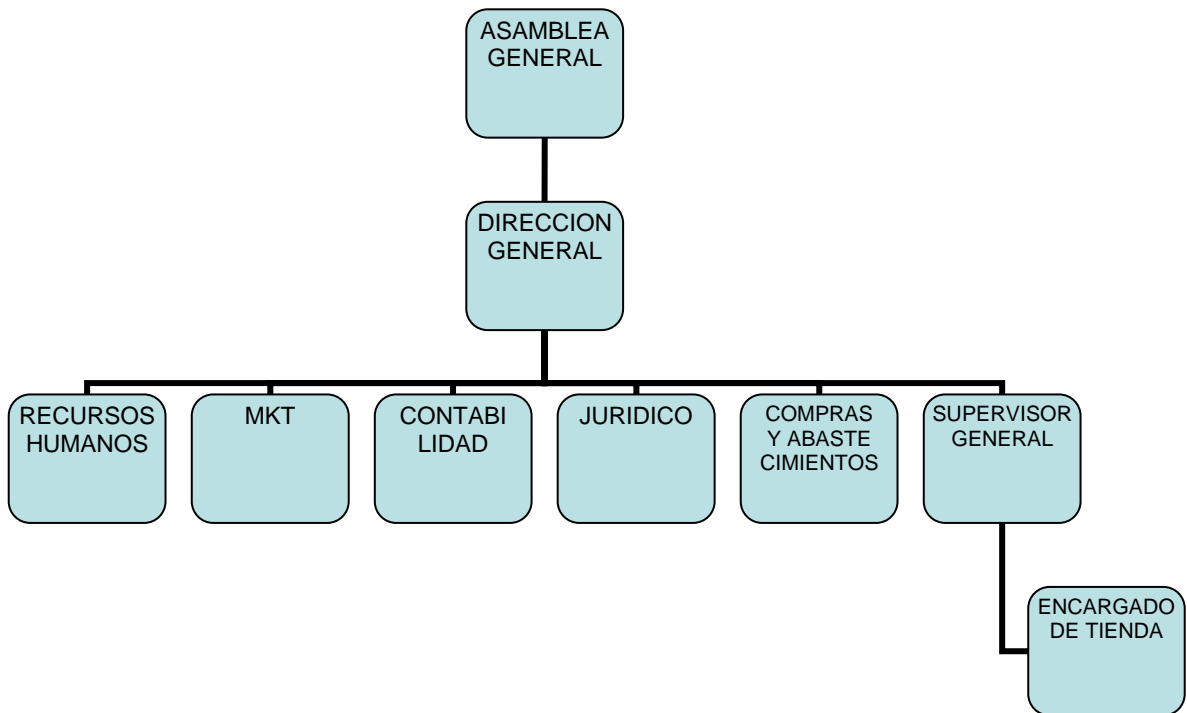 ASAMBLEA
GENERAL
DIRECCION
GENERAL
RECURSOS
HUMANOS
MKT
CONTABI
LIDAD
JURIDICO
COMPRAS
Y ABASTE
CIMIENTOS
SUPERVISOR
GENERAL
ENCARGADO
DE TIENDA